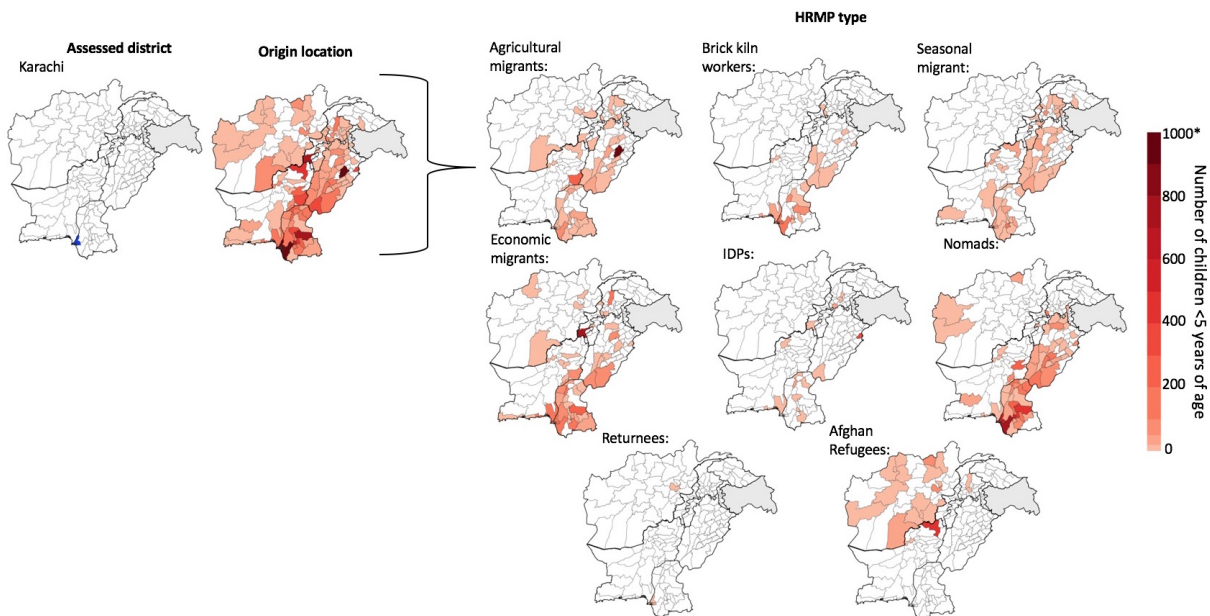 HRMP type
Assessed district
Karachi
Origin location
Agricultural
migrants:
Brick kiln
workers:
Seasonal
migrant:
Economic
migrants:
IDPs:
Nomads:
Returnees:
Afghan
Refugees:
1000*
800
600
400
200
0
Number of children <5 years of age